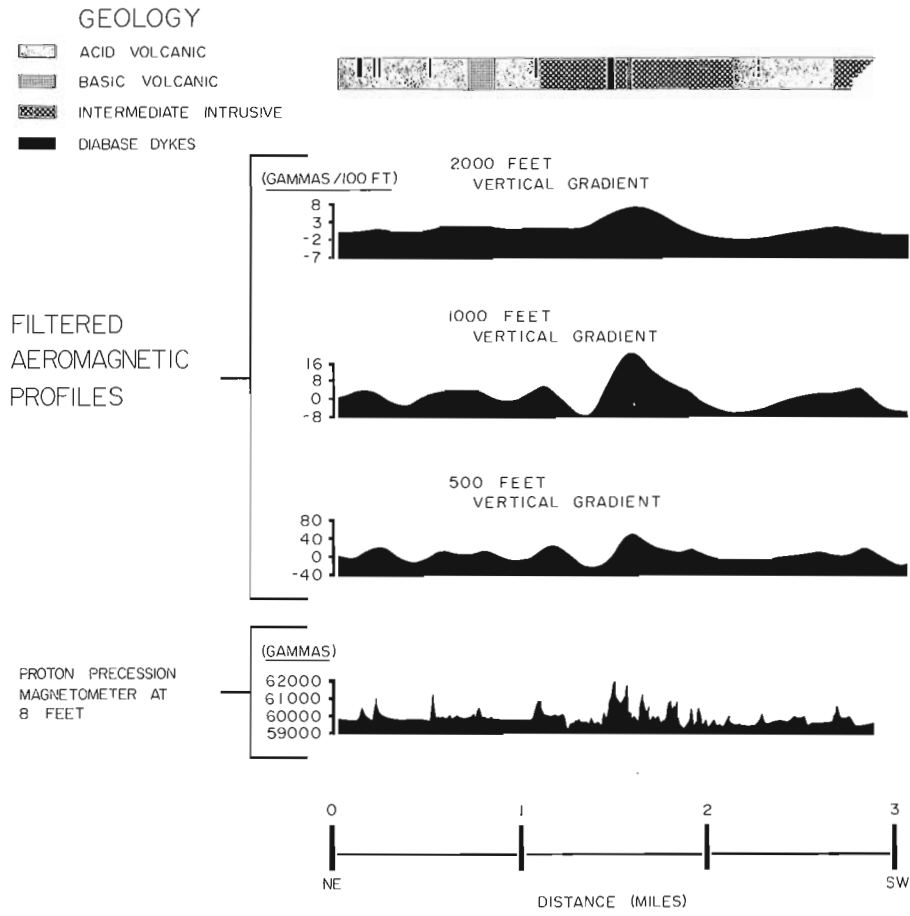 GEOLOGY
ACID VOLCANIC
BASIC VOLCANIC
INTERMEDIATE INTRUSIVE
DIABASE DYKES
2000 FEET
VERTICAL GRADIENT
(GAMMAS/100 FT)
8
3
-2
-7
FILTERED
AEROMAGNETIC
PROFILES
1000 FEET
VERTICAL GRADIENT
16
8
0
-8
500 FEET
VERTICAL GRADIENT
80
40
0
-40
PROTON PRECESSION
MAGNETOMETER AT
8 FEET
(GAMMAS)
62000
61000
60000
59000
0 1 2 3
NE SW
DISTANCE (MILES)